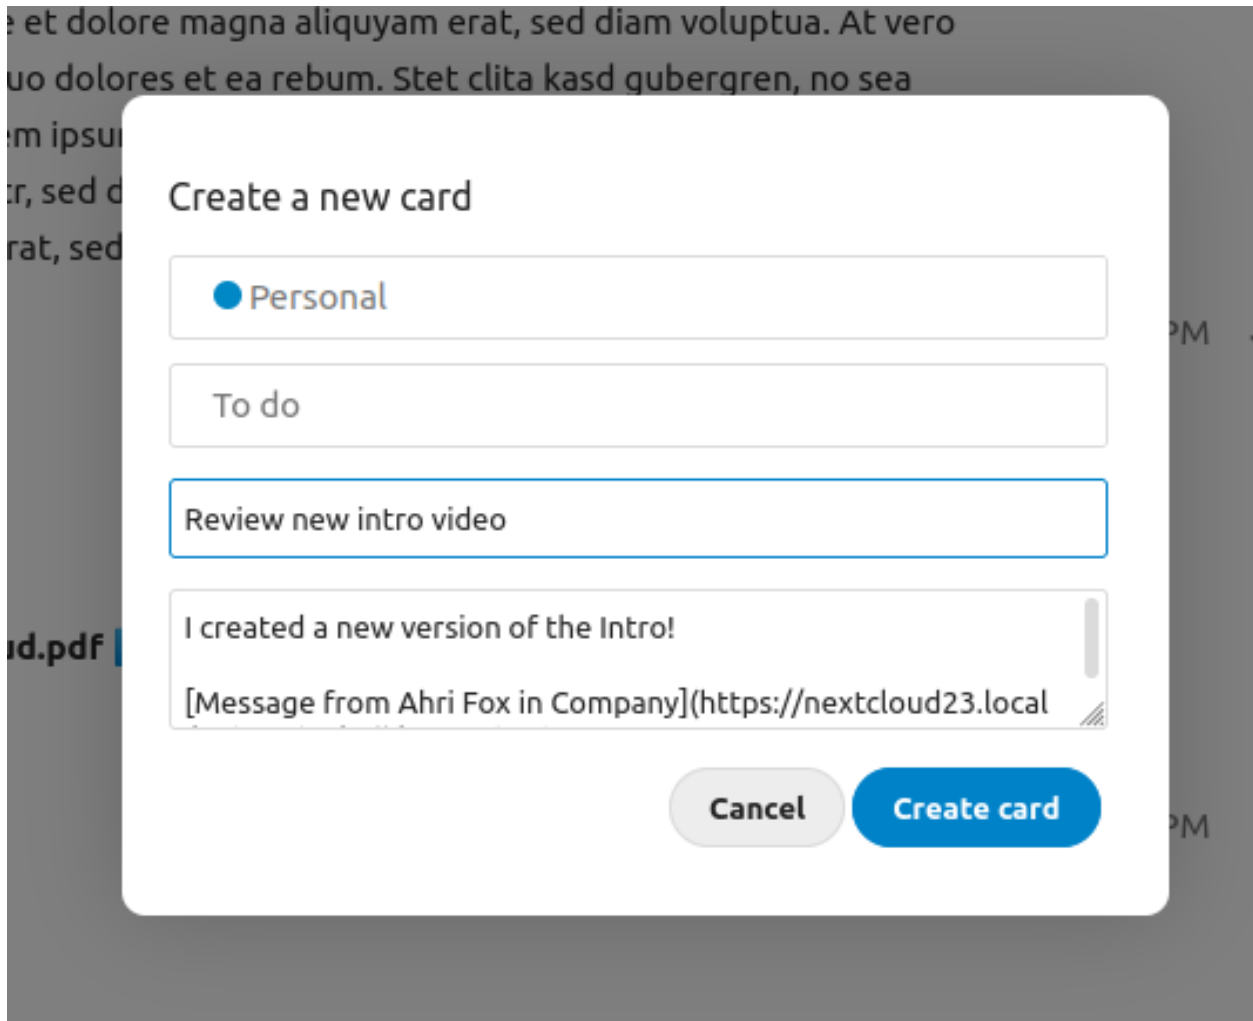 e et dolore magna aliquyam erat, sed diam voluptua. At vero
uo dolores et ea rebum. Stet clita kasd gubergren, no sea
em ipsu
tr, sed d
rat, sed
Create a new card
Personal
PM
To do
Review new intro video
I created a new version of the Intro!
ud.pdf
[Message from Ahri Fox in Company](https://nextcloud23.local
Cancel
Create card
PM